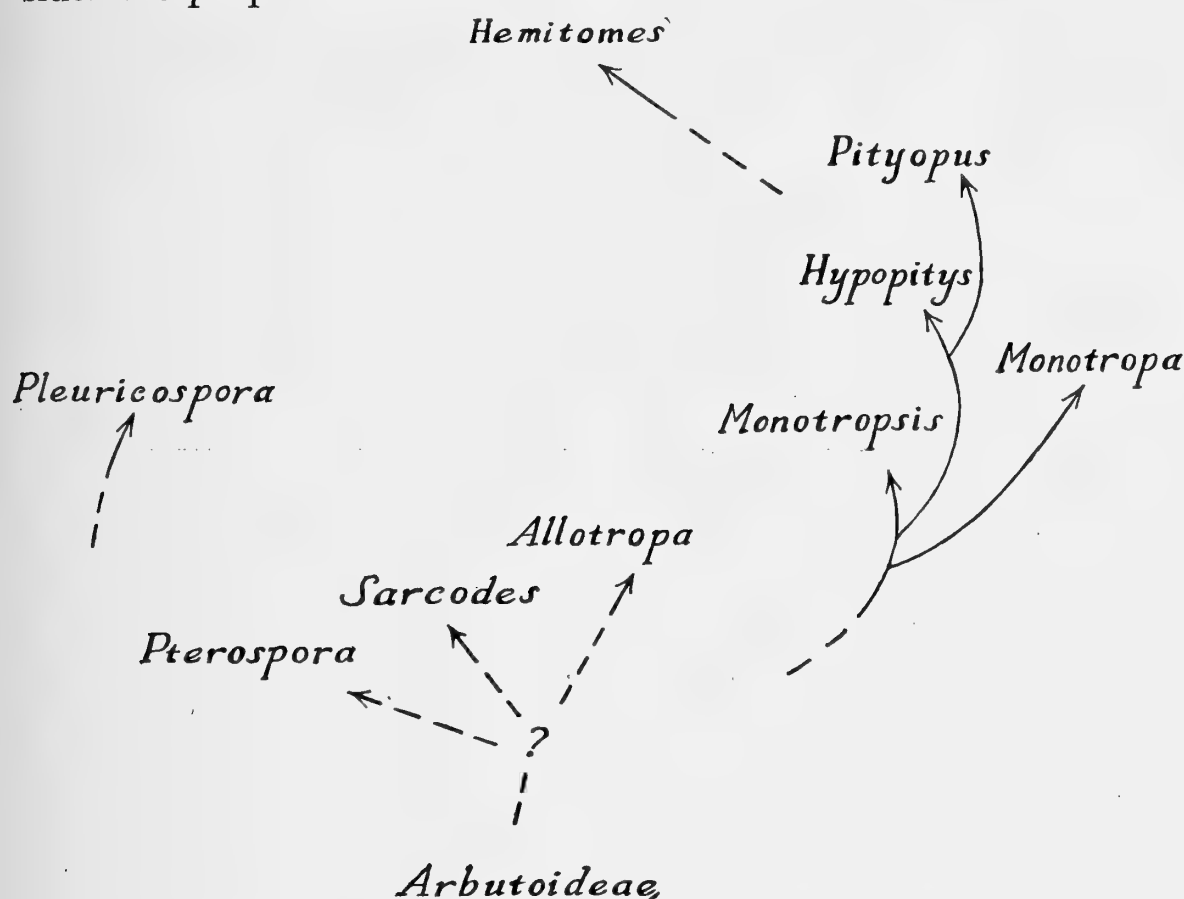 Hemitomes
Pityopus
Hypopitys
Monotropa
Pleuricospora
Monotropsis
Allotropa
Sarcodes
Pterospora
?
Arbutoideae